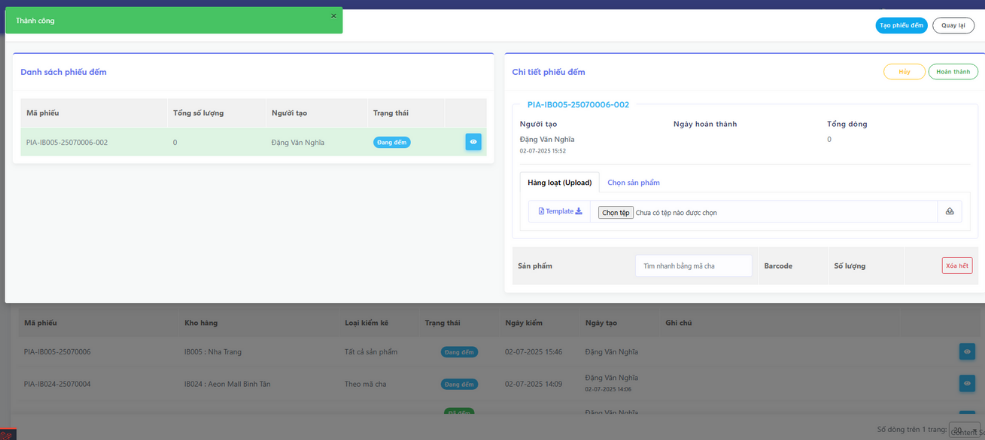 Thành công
×
Tạo phiếu đếm
Quay lại
Danh sách phiếu đếm
Mã phiếu Tổng số lượng Người tạo Trạng thái
PIA-IB005-25070006-002 0 Đặng Văn Nghĩa Đang đếm
Chi tiết phiếu đếm
Hủy
Hoàn thành
PIA-IB005-25070006-002
Người tạo Ngày hoàn thành Tổng dòng
Đặng Văn Nghĩa 0
02-07-2025 15:52
Hàng loạt (Upload) Chọn sản phẩm
Template Chọn tệp Chưa có tệp nào được chọn
Sản phẩm Tìm nhanh bằng mã cha Barcode Số lượng Xóa hết
Mã phiếu Kho hàng Loại kiểm kê Trạng thái Ngày kiểm Ngày tạo Ghi chú
PIA-IB005-25070006 IB005 : Nha Trang Tất cả sản phẩm Đang đếm 02-07-2025 15:46 Đặng Văn Nghĩa
PIA-IB024-25070004 IB024 : Aeon Mall Bình Tân Theo mã cha Đang đếm 02-07-2025 14:09 Đặng Văn Nghĩa
02-07-2025 14:06
Đặng Văn Nghĩa
Số dòng trên 1 trang: 20